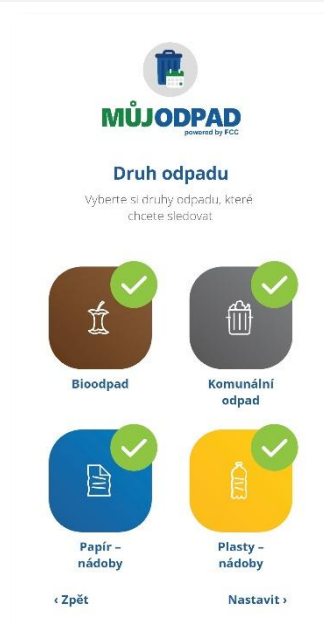 MŮJODPAD
powered by FCC
Druh odpadu
Vyberte si druhy odpadu, které
chcete sledovat
Bioodpad
Komunální
odpad
Papír –
nádoby
Plasty –
nádoby
‹ Zpět
Nastavit ›